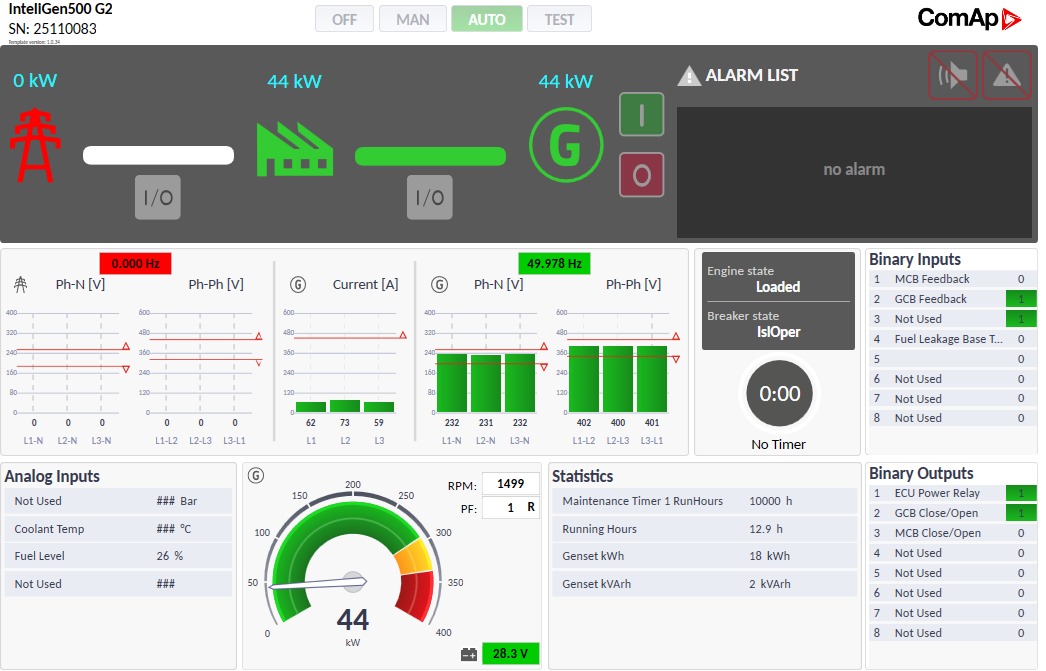 InteliGen500 G2
SN: 25110083
Template version: 1.0.34
OFF MAN AUTO TEST
ComAp
0 kW 44 kW 44 kW
ALARM LIST
I/O I/O G I O
no alarm
0.000 Hz
Ph-N [V] Ph-Ph [V]
400 320 240 160 80 0
600 480 360 240 120 0
0 0 0 0 0 0
L1-N L2-N L3-N L1-L2 L2-L3 L3-L1
G Current [A]
600 480 360 240 120 0
62 73 59
L1 L2 L3
49.978 Hz
G Ph-N [V] Ph-Ph [V]
400 320 240 160 80 0
600 480 360 240 120 0
232 231 232 402 400 401
L1-N L2-N L3-N L1-L2 L2-L3 L3-L1
Engine state
Loaded
Breaker state
IslOper
0:00
No Timer
Binary Inputs
1 MCB Feedback 0
2 GCB Feedback 1
3 Not Used 1
4 Fuel Leakage Base T... 0
5 0
6 Not Used 0
7 Not Used 0
8 Not Used 0
Analog Inputs
Not Used ### Bar
Coolant Temp ### °C
Fuel Level 26 %
Not Used ###
G
0 50 100 150 200 250 300 350 400
44
kW
RPM: 1499
PF: 1 R
28.3 V
Statistics
Maintenance Timer 1 RunHours 10000 h
Running Hours 12.9 h
Genset kWh 18 kWh
Genset kVArh 2 kVArh
Binary Outputs
1 ECU Power Relay 1
2 GCB Close/Open 1
3 MCB Close/Open 0
4 Not Used 0
5 Not Used 0
6 Not Used 0
7 Not Used 0
8 Not Used 0